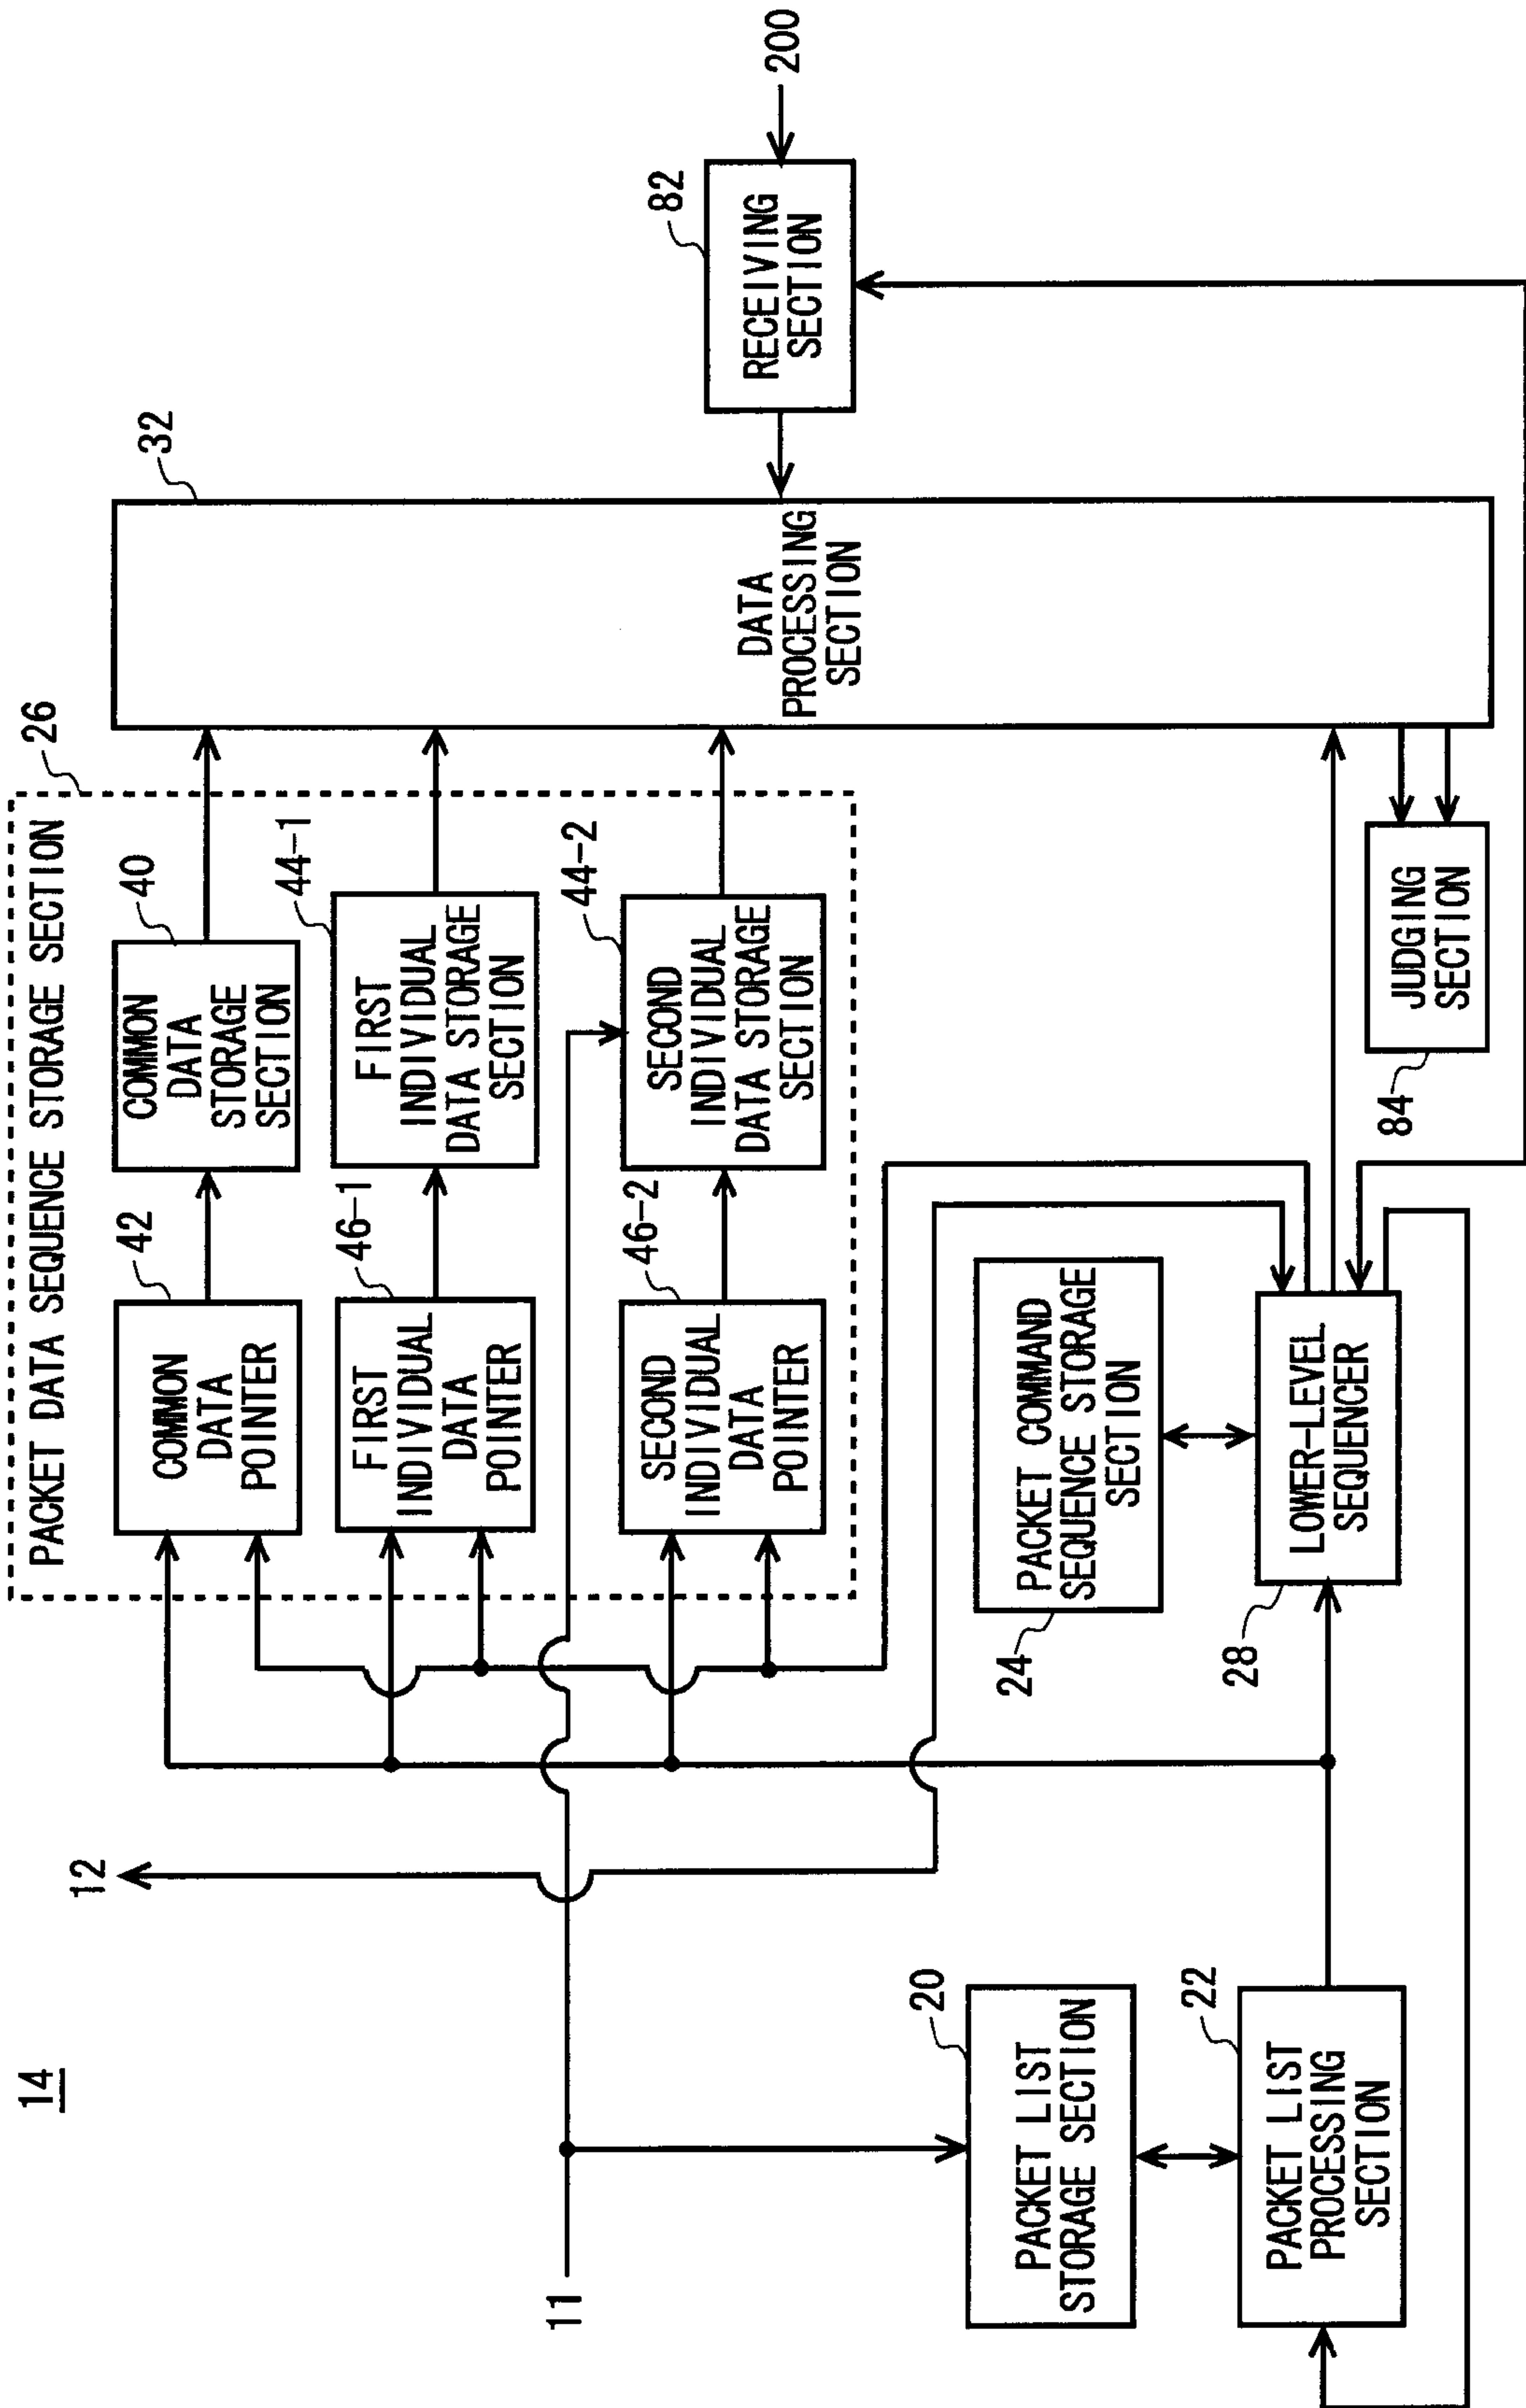 14
PACKET DATA SEQUENCE STORAGE SECTION
26
32
12
42
COMMON
DATA
POINTER
40
COMMON
DATA
STORAGE
SECTION
46-1
FIRST
INDIVIDUAL
DATA
POINTER
44-1
FIRST
INDIVIDUAL
DATA STORAGE
SECTION
46-2
SECOND
INDIVIDUAL
DATA
POINTER
44-2
SECOND
INDIVIDUAL
DATA STORAGE
SECTION
DATA
PROCESSING
SECTION
82
RECEIVING
SECTION
200
11
20
PACKET LIST
STORAGE SECTION
22
PACKET LIST
PROCESSING
SECTION
24
PACKET COMMAND
SEQUENCE STORAGE
SECTION
28
LOWER-LEVEL
SEQUENCER
84
JUDGING
SECTION